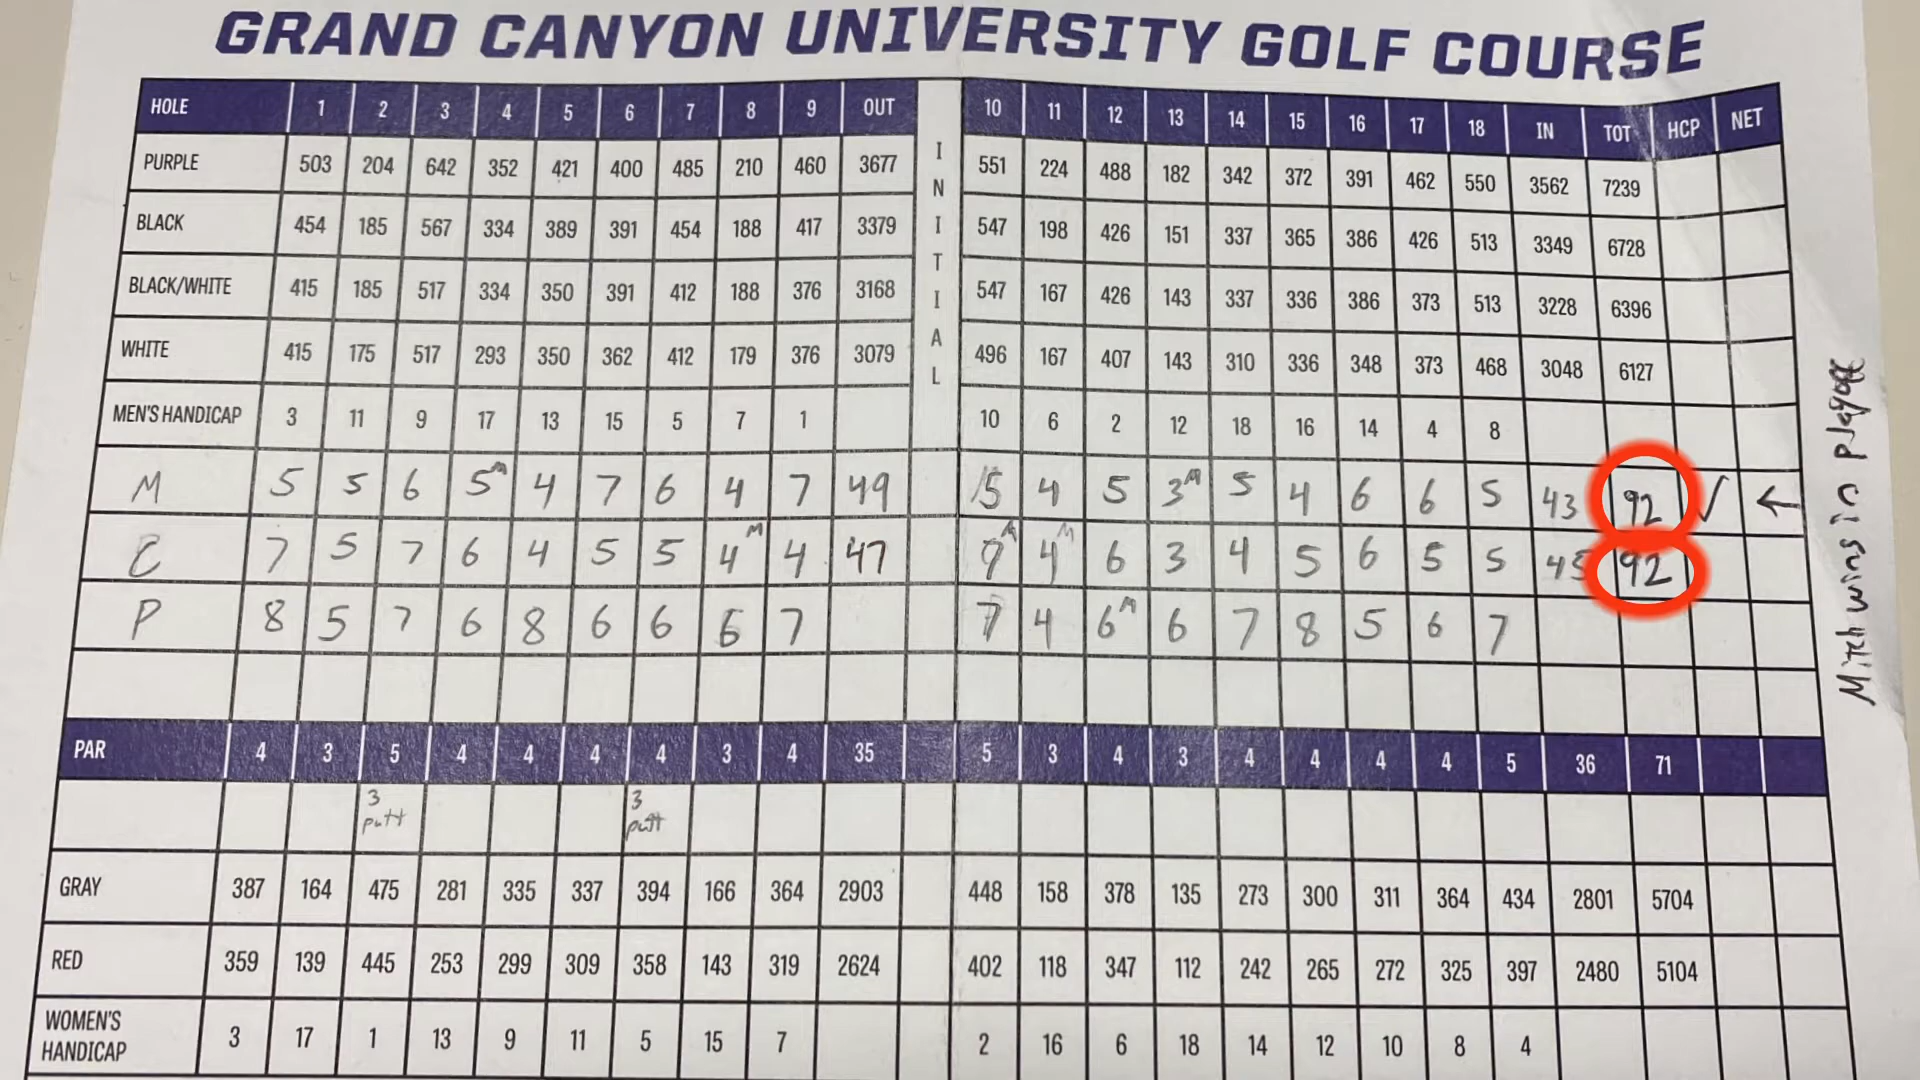 GRAND CANYON UNIVERSITY GOLF COURSE
HOLE 1 2 3 4 5 6 7 8 9 OUT INITIAL 10 11 12 13 14 15 16 17 18 IN TOT HCP NET
PURPLE 503 204 642 352 421 400 485 210 460 3677 551 224 488 182 342 372 391 462 550 3562 7239
BLACK 454 185 567 334 389 391 454 188 417 3379 547 198 426 151 337 365 386 426 513 3349 6728
BLACK/WHITE 415 185 517 334 350 391 412 188 376 3168 547 167 426 143 337 336 386 373 513 3228 6396
WHITE 415 175 517 293 350 362 412 179 376 3079 496 167 407 143 310 336 348 373 468 3048 6127
MEN'S HANDICAP 3 11 9 17 13 15 5 7 1 10 6 2 12 18 16 14 4 8
M 5 5 6 5M 4 7 6 4 7 49 5 4 5 3M 5 4 6 6 5 43 92 ✓ ←
C 7 5 7 6 4 5 5 4M 4 47 7M 4M 6 3 4 5 6 5 5 45 92
P 8 5 7 6 8 6 6 6 7 7 4 6M 6 7 8 5 6 7
PAR 4 3 5 4 4 4 4 3 4 35 5 3 4 3 4 4 4 4 5 36 71
3 putt 3 putt
GRAY 387 164 475 281 335 337 394 166 364 2903 448 158 378 135 273 300 311 364 434 2801 5704
RED 359 139 445 253 299 309 358 143 319 2624 402 118 347 112 242 265 272 325 397 2480 5104
WOMEN'S HANDICAP 3 17 1 13 9 11 5 15 7 2 16 6 18 14 12 10 8 4
Mitch wins in playoff